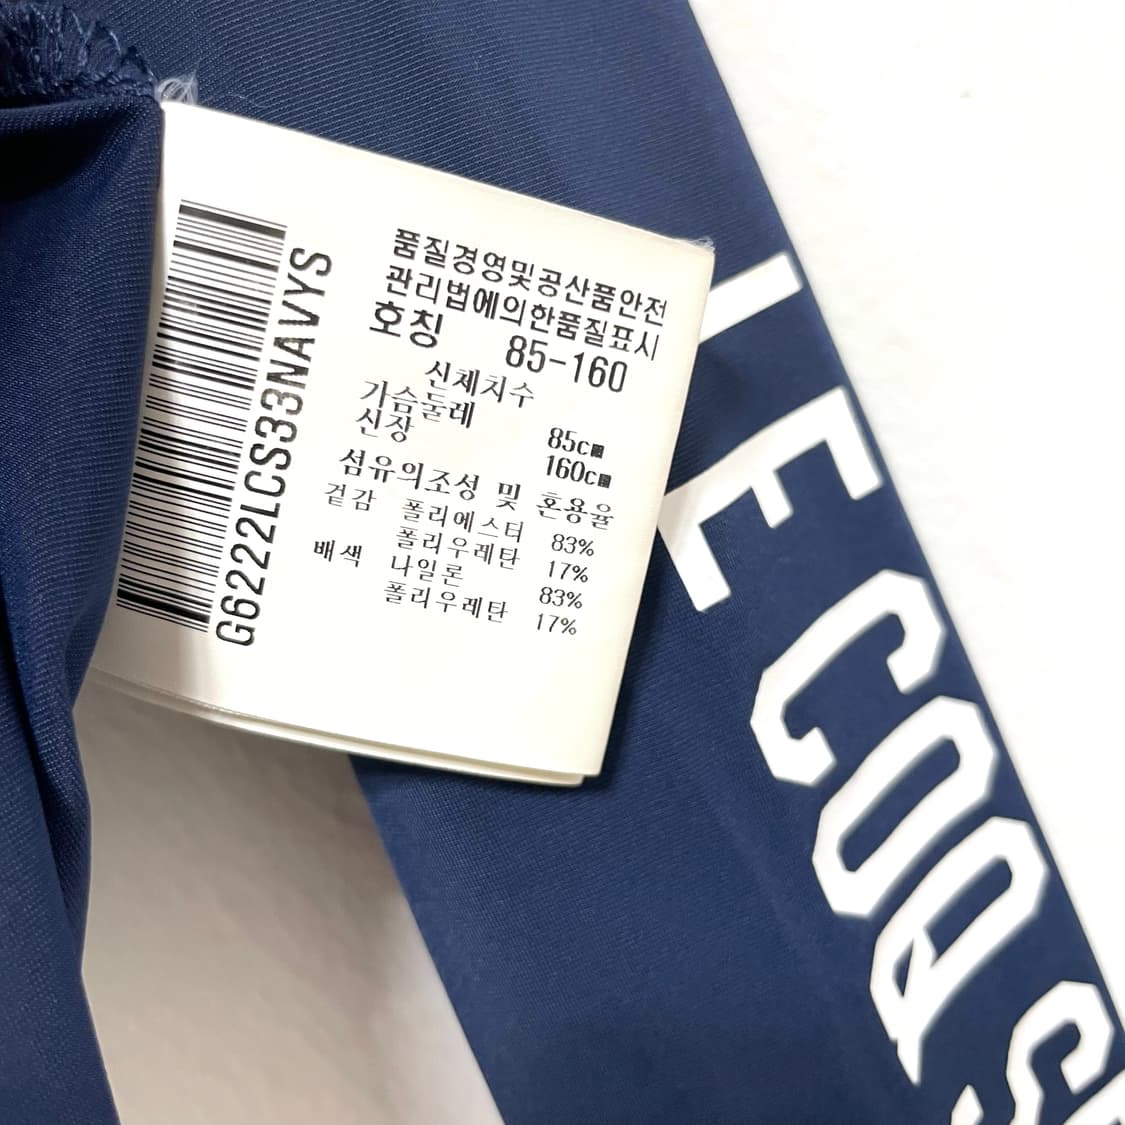 품질경영및공산품안전
관리법에의한품질표시
호칭 85-160
신체치수
가슴둘레 85cm
신장 160cm
섬유의조성 및 혼용율
겉감 폴리에스터 83%
폴리우레탄 17%
배색 나일론 83%
폴리우레탄 17%
G6222LCS33NAVYS
LE COQ S